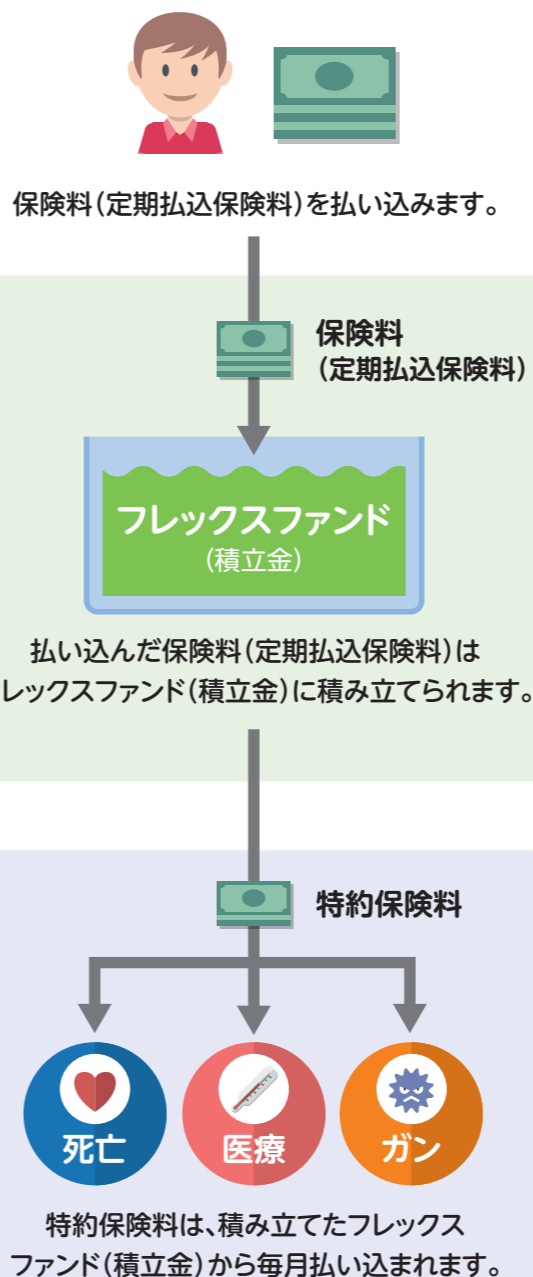 保険料(定期払込保険料)を払い込みます。
保険料
(定期払込保険料)
フレックスファンド
(積立金)
払い込んだ保険料(定期払込保険料)は
レックスファンド(積立金)に積み立てられます。
特約保険料
死亡
医療
ガン
特約保険料は、積み立てたフレックス
ファンド(積立金)から毎月払い込まれます。